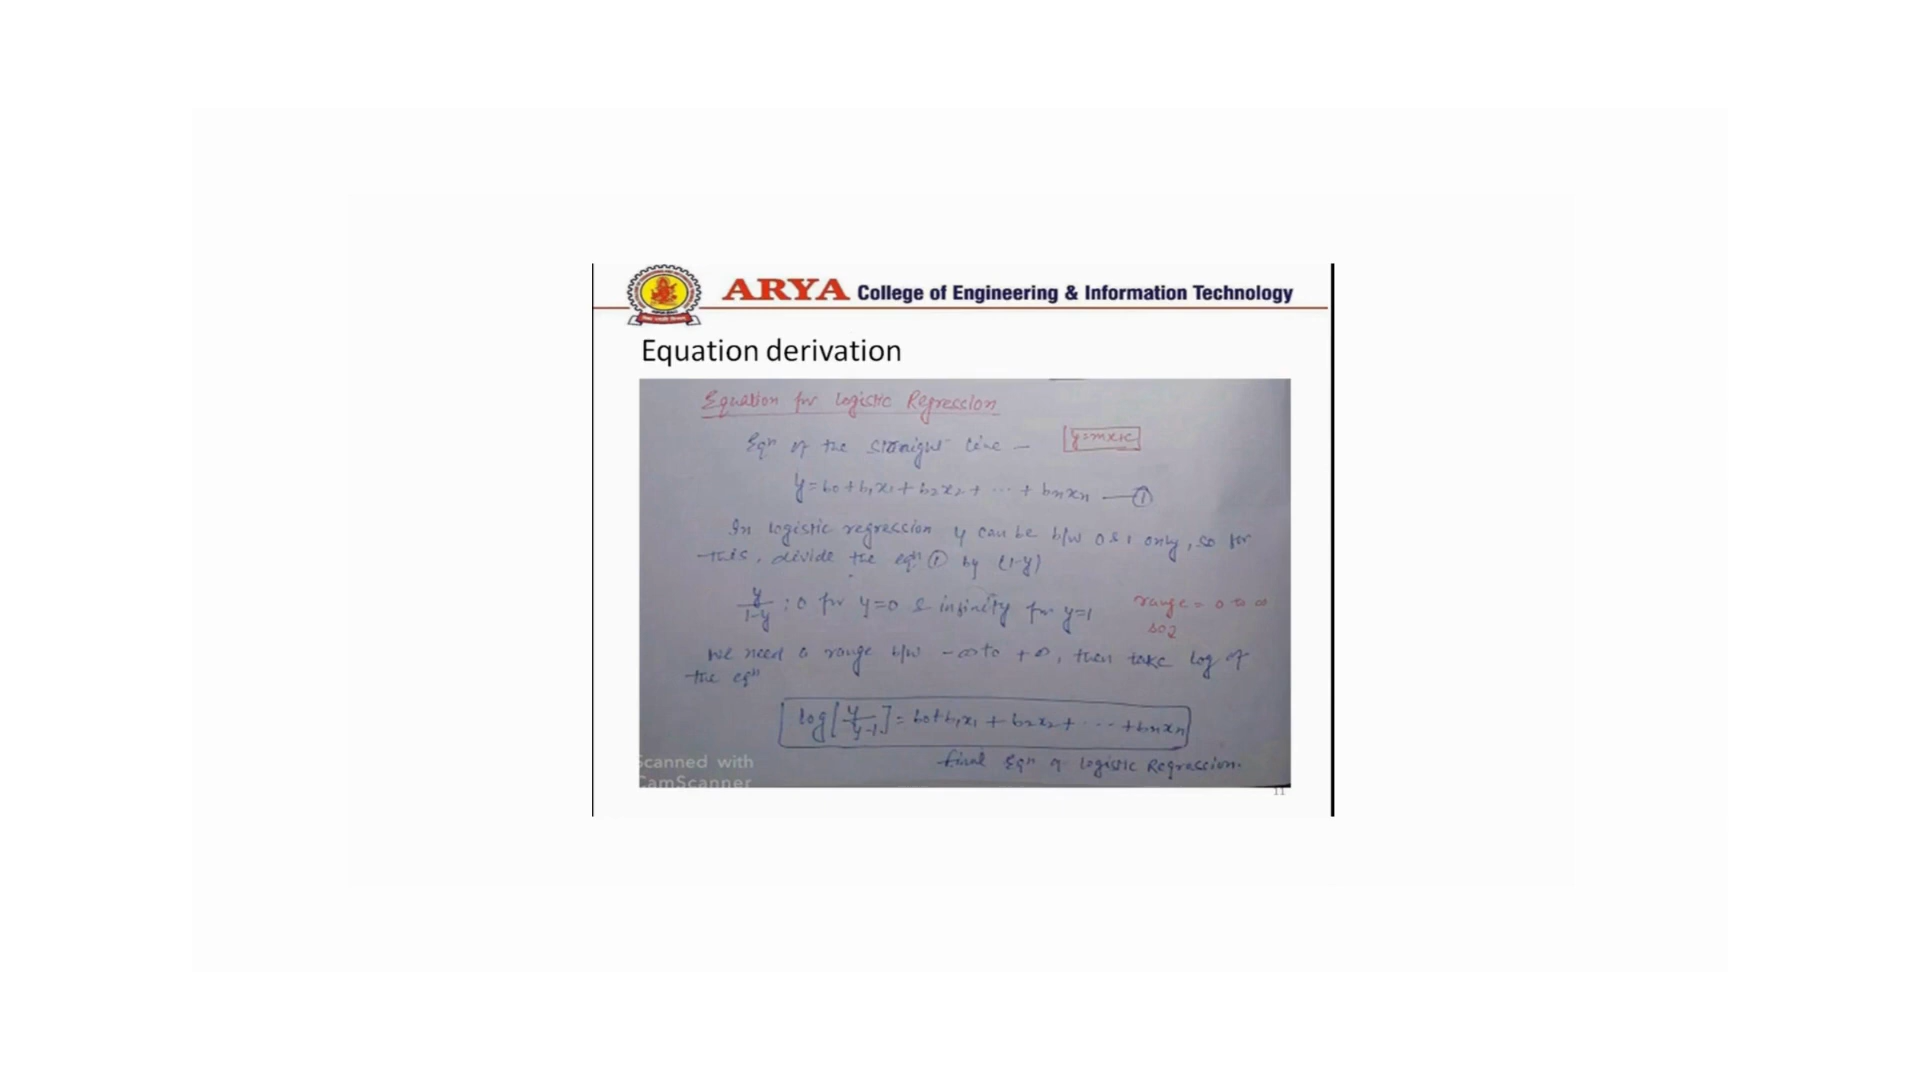 ARYA College of Engineering & Information Technology
Equation derivation
Equation for Logistic Regression
Eqn of the straight line –
y=mx+c
y = b0 + b1x1 + b2x2 + ··· + bnxn — ①
In logistic regression y can be b/w 0 & 1 only, so for
this, divide the eqn ① by (1-y)
y/1-y ; 0 for y=0 & infinity for y=1
range = 0 to ∞
We need a range b/w -∞ to +∞, then take log of
the eqn
log[y/y-1] = b0+b1x1 + b2x2 + ··· + bnxn
final Eqn of Logistic Regression.
Scanned with
CamScanner
11